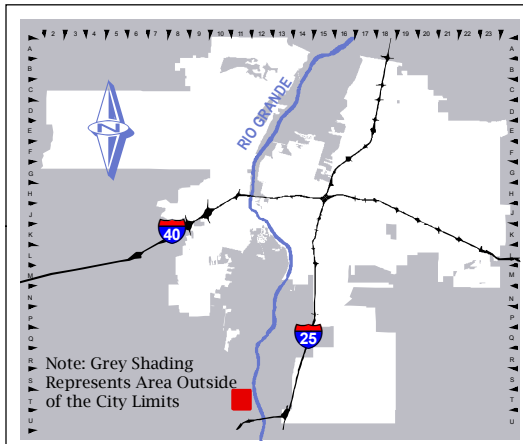 2 3 4 5 6 7 8 9 10 11 12 13 14 15 16 17 18 19 20 21 22 23
A
B
C
D
E
F
G
H
J
K
L
M
N
P
Q
R
S
T
U
N
RIO GRANDE
40
25
Note: Grey Shading
Represents Area Outside
of the City Limits
A
B
C
D
E
F
G
H
J
K
L
M
N
P
Q
R
S
T
U